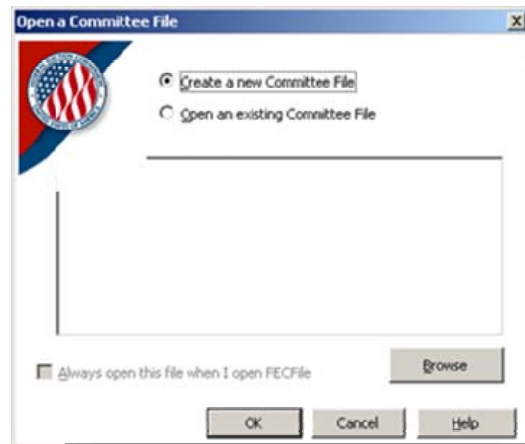 Open a Committee File
Create a new Committee File
Open an existing Committee File
Always open this file when I open FECFile
Browse
OK
Cancel
Help